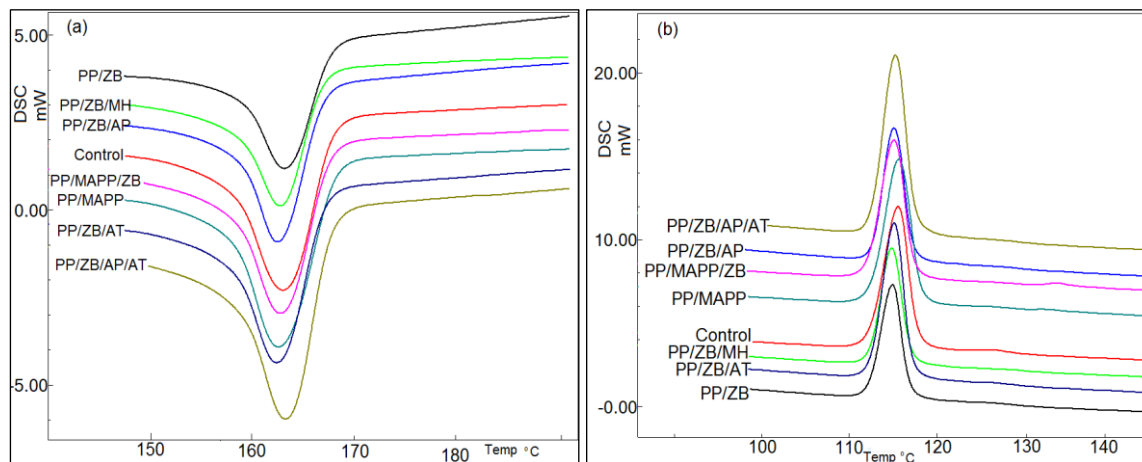 (a)
5.00
DSC
mW
PP/ZB
PP/ZB/MH
PP/ZB/AP
Control
0.00
PP/MAPP/ZB
PP/MAPP
PP/ZB/AT
PP/ZB/AP/AT
-5.00
150
160
170
180
Temp °C
(b)
20.00
DSC
mW
PP/ZB/AP/AT
10.00
PP/ZB/AP
PP/MAPP/ZB
PP/MAPP
Control
PP/ZB/MH
PP/ZB/AT
PP/ZB
-0.00
100
110
120
130
140
Temp °C